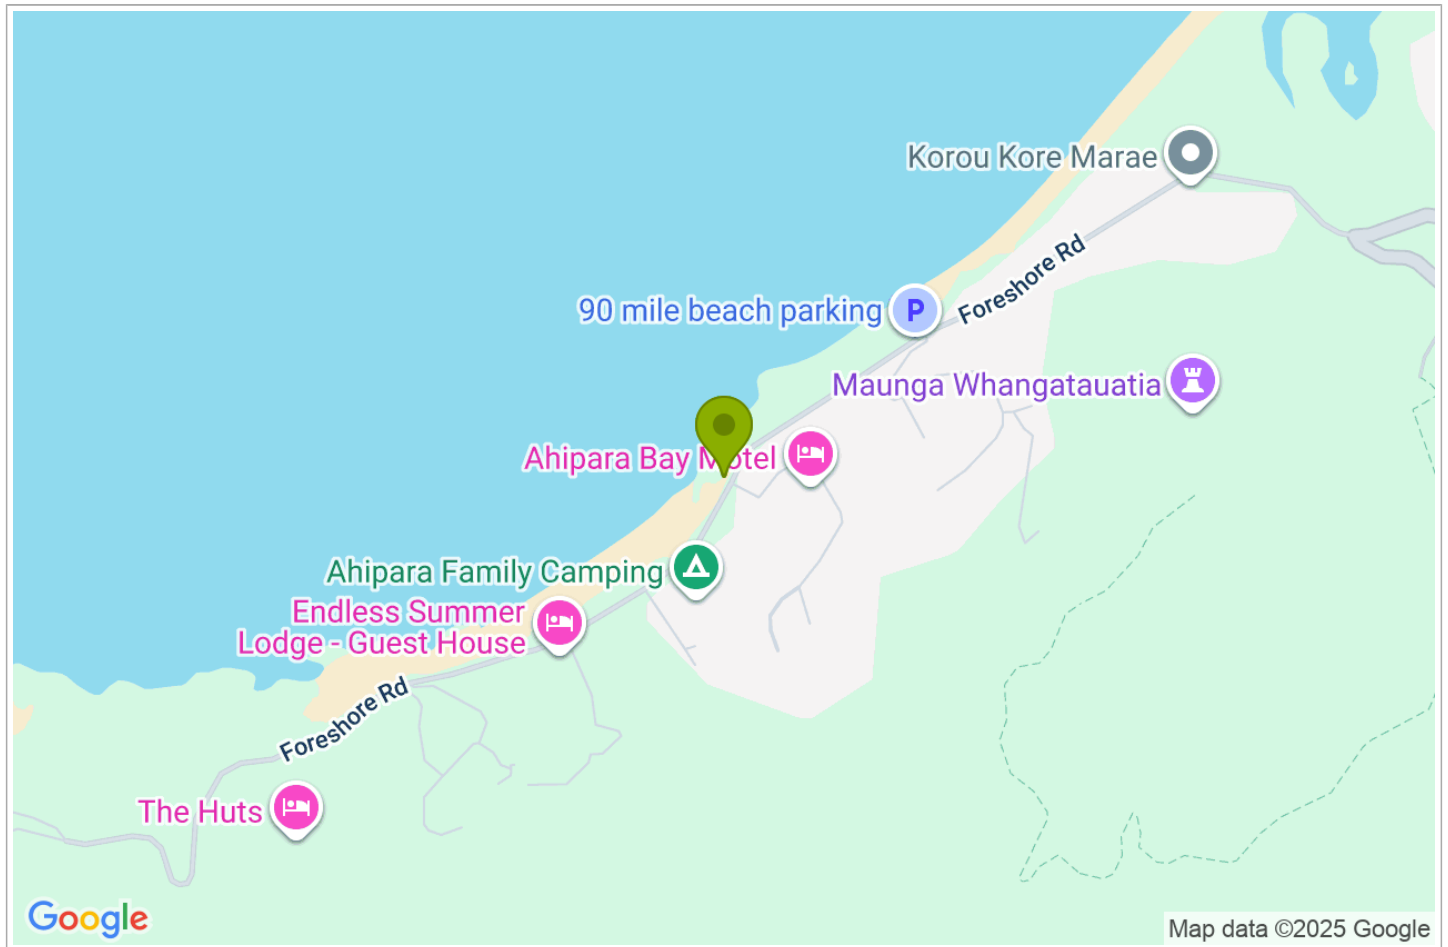 Korou Kore Marae
Foreshore Rd
90 mile beach parking
P
Maunga Whangatauatia
Ahipara Bay Motel
Ahipara Family Camping
Endless Summer
Lodge - Guest House
Foreshore Rd
The Huts
Google
Map data ©2025 Google